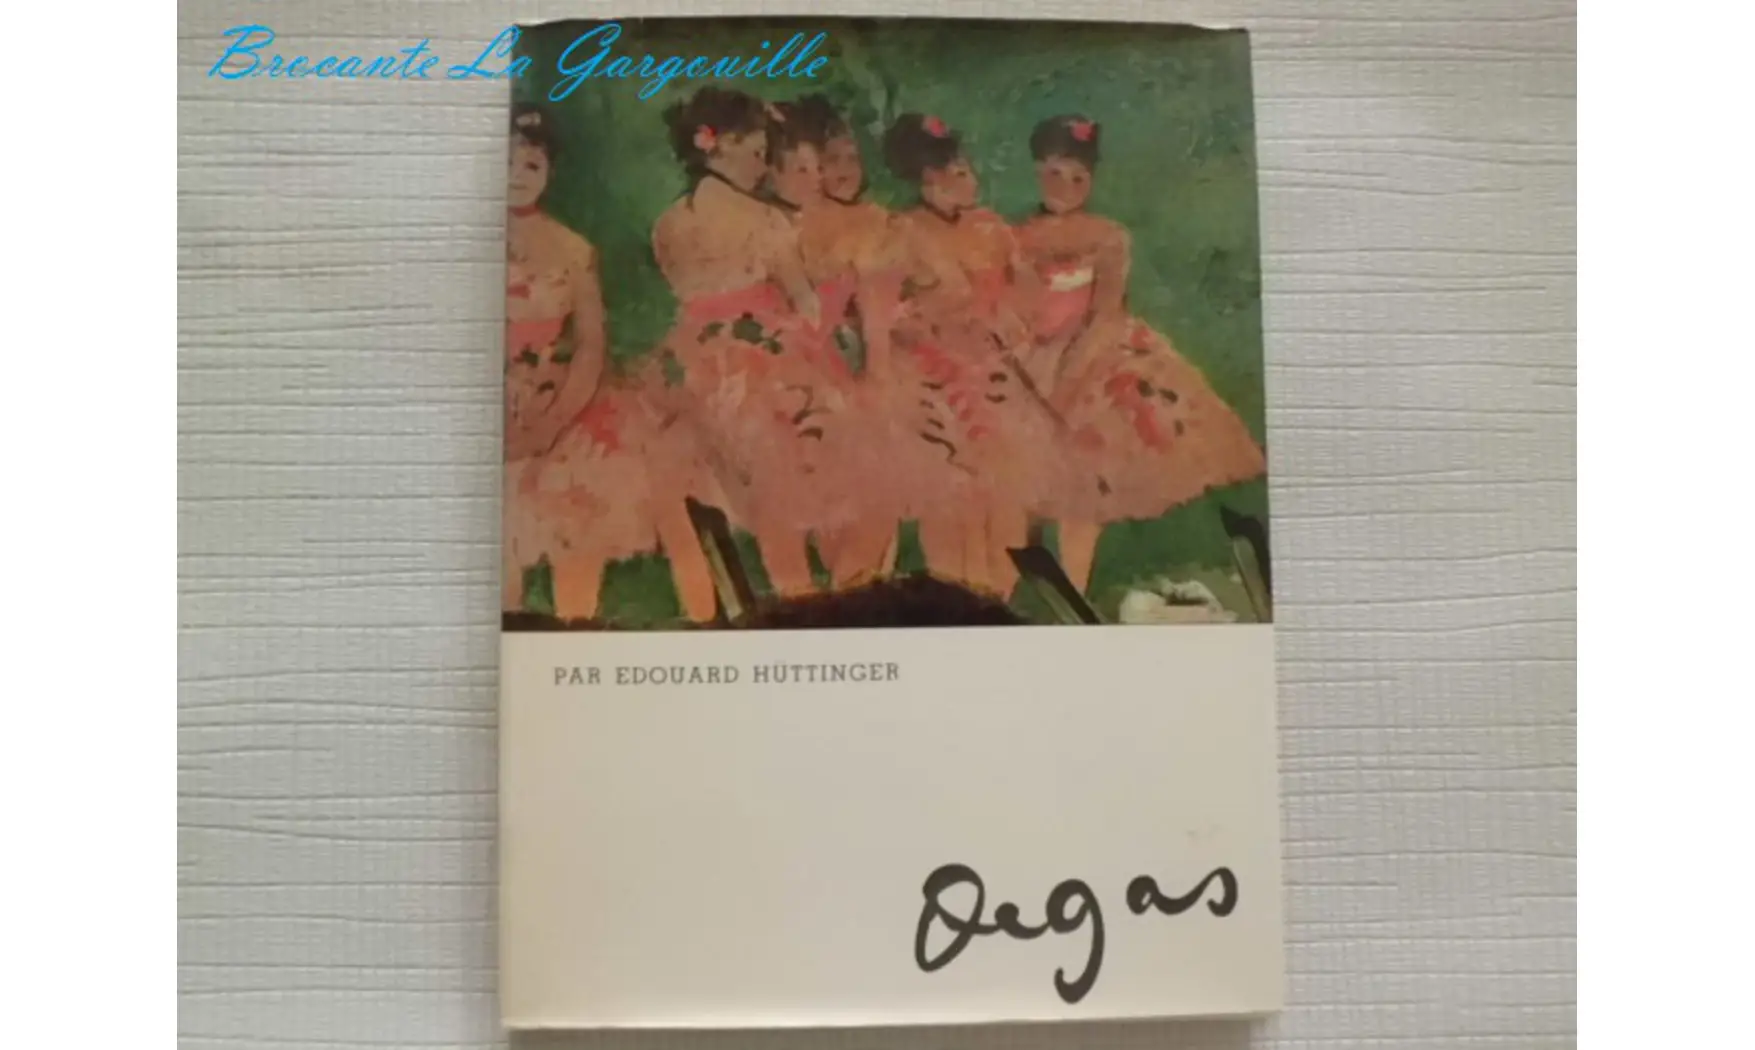 Brocante La Gargouille
PAR EDOUARD HÜTTINGER
Degas